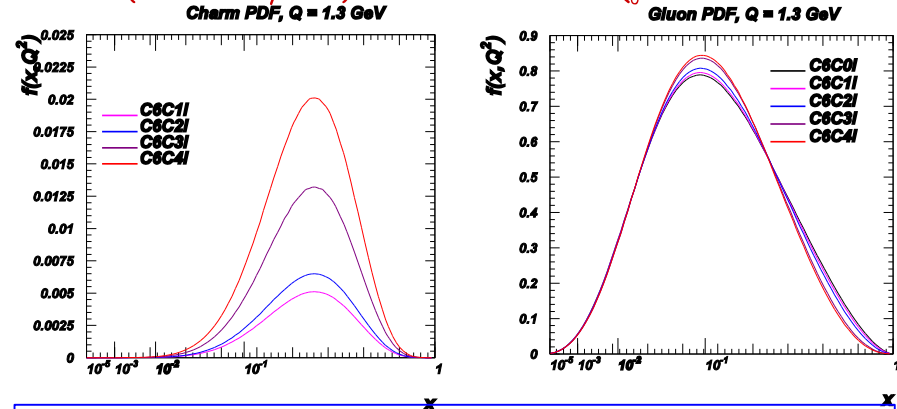 Charm PDF, Q = 1.3 GeV
f(x,Q²)
0.025
0.0225
0.02
0.0175
0.015
0.0125
0.01
0.0075
0.005
0.0025
0
C6C1I
C6C2I
C6C3I
C6C4I
10⁻⁵ 10⁻³ 10⁻² 10⁻¹ 1
x
Gluon PDF, Q = 1.3 GeV
f(x,Q²)
0.9
0.8
0.7
0.6
0.5
0.4
0.3
0.2
0.1
0
C6C0I
C6C1I
C6C2I
C6C3I
C6C4I
10⁻⁵ 10⁻³ 10⁻² 10⁻¹ 1
x